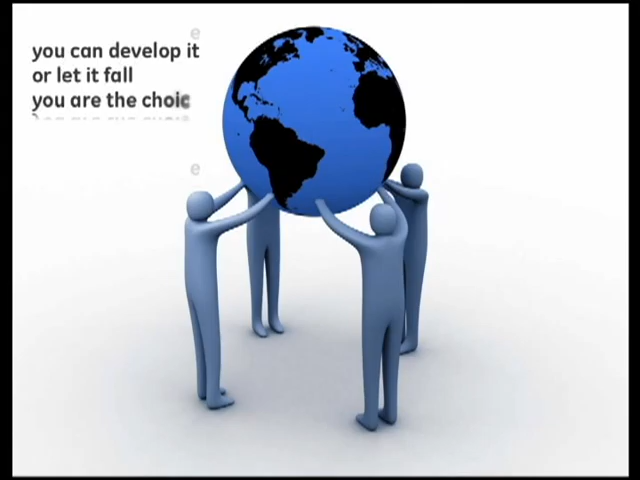 you can develop it
or let it fall
you are the choic
e
e